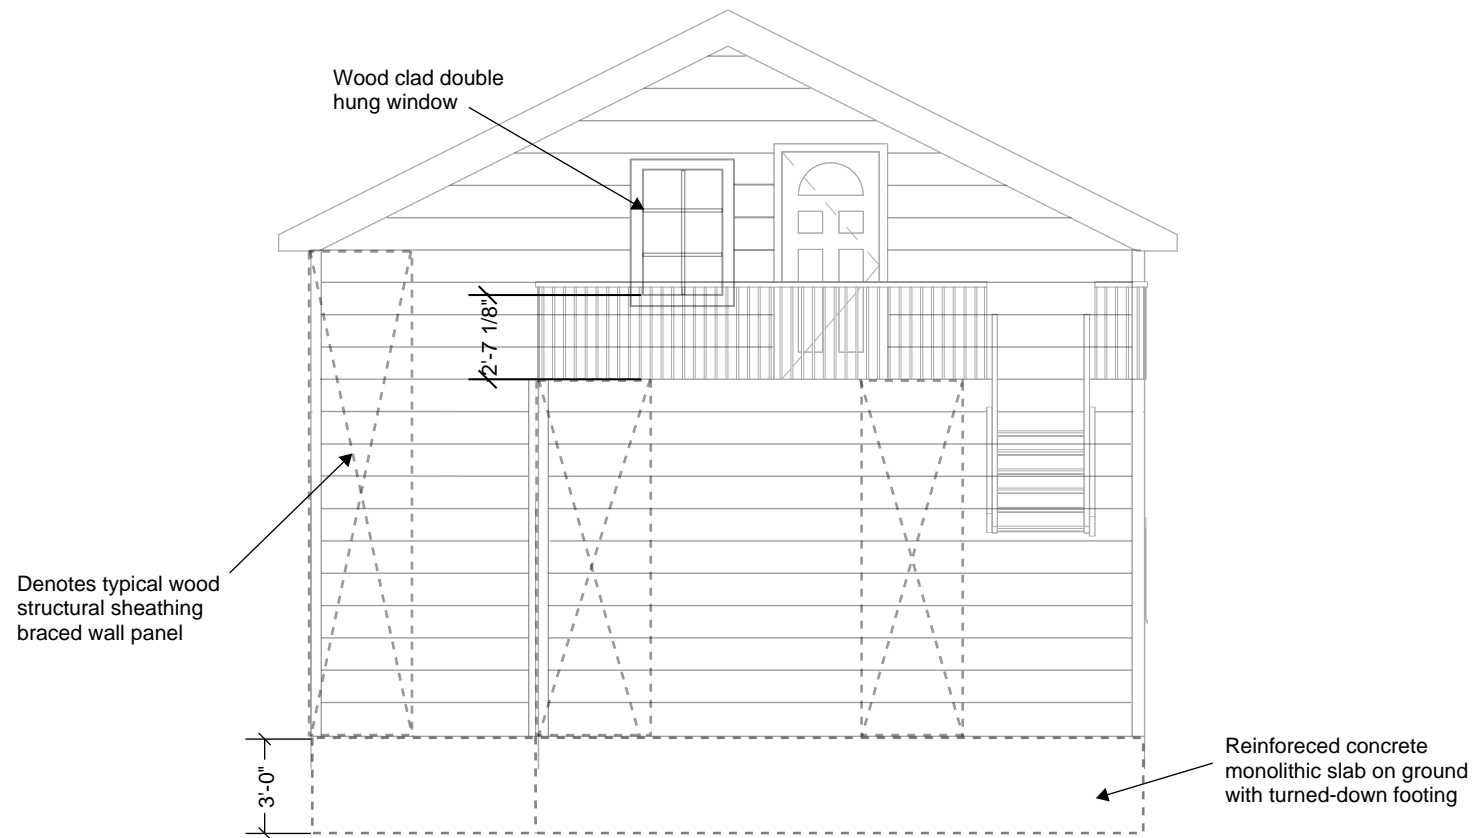 Wood clad double
hung window
2'-7 1/8"
Denotes typical wood
structural sheathing
braced wall panel
3'-0"
Reinforeced concrete
monolithic slab on ground
with turned-down footing